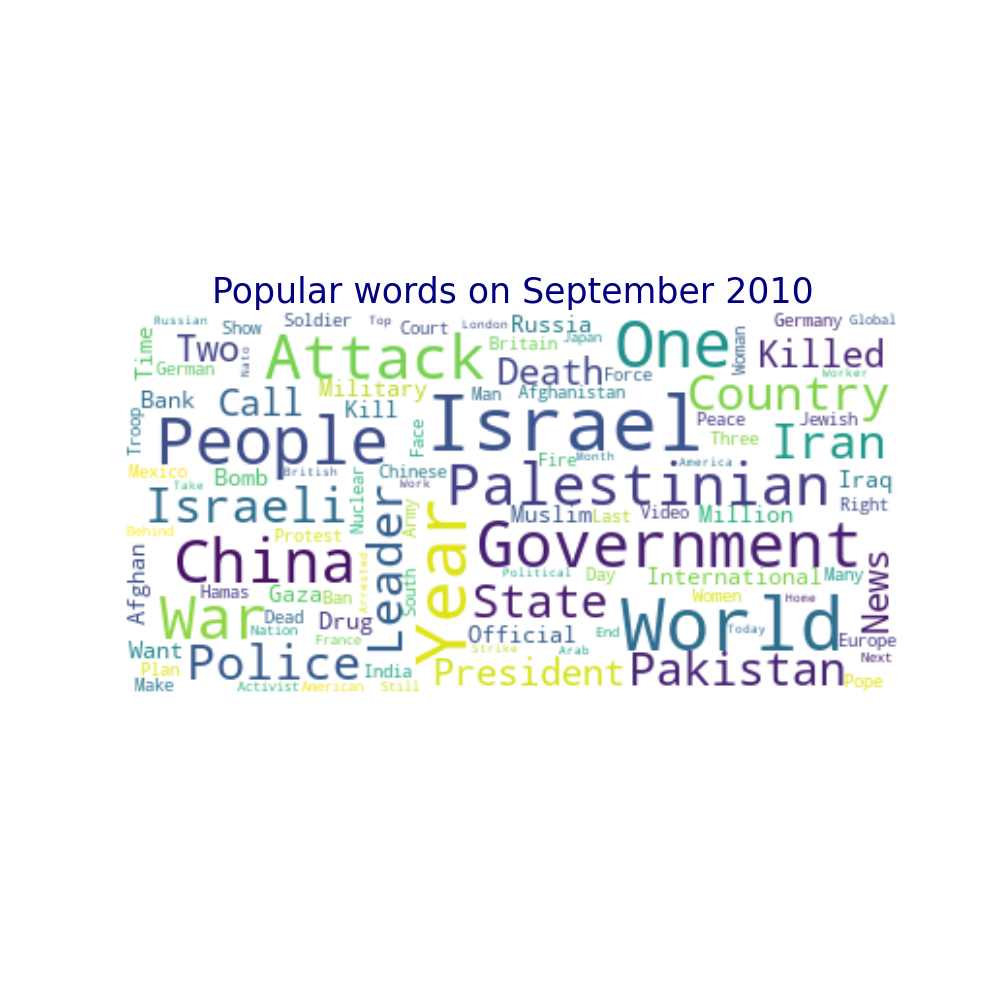 Popular words on September 2010
Russian
Show
Soldier
Top
Court
London
Russia
Japan
Britain
One
Woman
Germany
Global
Time
Two
Nato
German
Attack
Death
Force
Killed
Worker
Military
Man
Afghanistan
Country
Bank
Call
Kill
Troop
People
Face
Israel
Peace
Jewish
Three
Iran
Fire
Month
America
Mexico
Take
Bomb
British
Chinese
Work
Palestinian
Iraq
Right
Israeli
Nuclear
Leader
Army
Year
Muslim
Last
Video
Million
Behind
Protest
China
Government
Afghan
Arrested
South
Political
Day
International
Many
News
Hamas
Gaza
Ban
State
Women
Home
War
Dead
Drug
Nation
France
Official
End
World
Today
Europe
Want
Police
Strike
Arab
Next
Plan
India
President
Pakistan
Pope
Make
Activist
American
Still